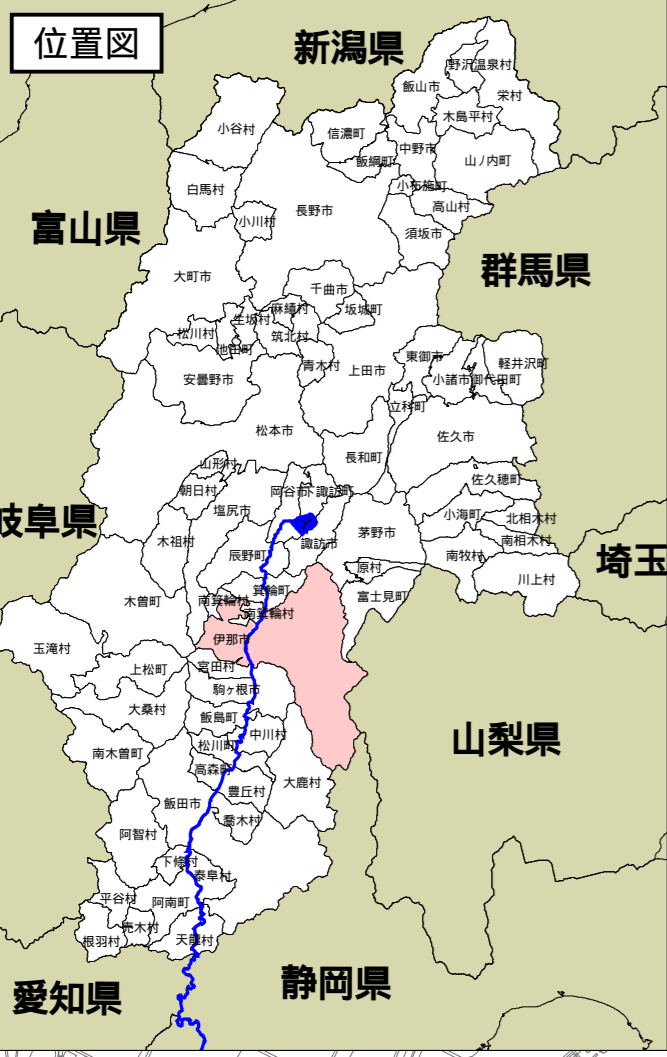 位置図
新潟県
野沢温泉村
飯山市
栄村
木島平村
小谷村
信濃町
中野市
飯綱町
山ノ内町
白馬村
小布施町
高山村
長野市
小川村
富山県
須坂市
群馬県
大町市
千曲市
麻績村
坂城町
生坂村
松川村
筑北村
池田町
東御市
軽井沢町
青木村
上田市
安曇野市
小諸市
御代田町
立科町
松本市
佐久市
長和町
山形村
佐久穂町
朝日村
岡谷市
下諏訪町
塩尻市
小海町
北相木村
岐阜県
茅野市
木祖村
諏訪市
南相木村
辰野町
南牧村
埼玉
原村
川上村
箕輪町
木曽町
南箕輪村
富士見町
南箕輪村
伊那市
玉滝村
宮田村
上松町
駒ヶ根市
大桑村
飯島町
中川村
山梨県
松川町
南木曽町
高森町
大鹿村
豊丘村
飯田市
喬木村
阿智村
下條村
泰阜村
平谷村
阿南町
売木村
根羽村
天龍村
静岡県
愛知県